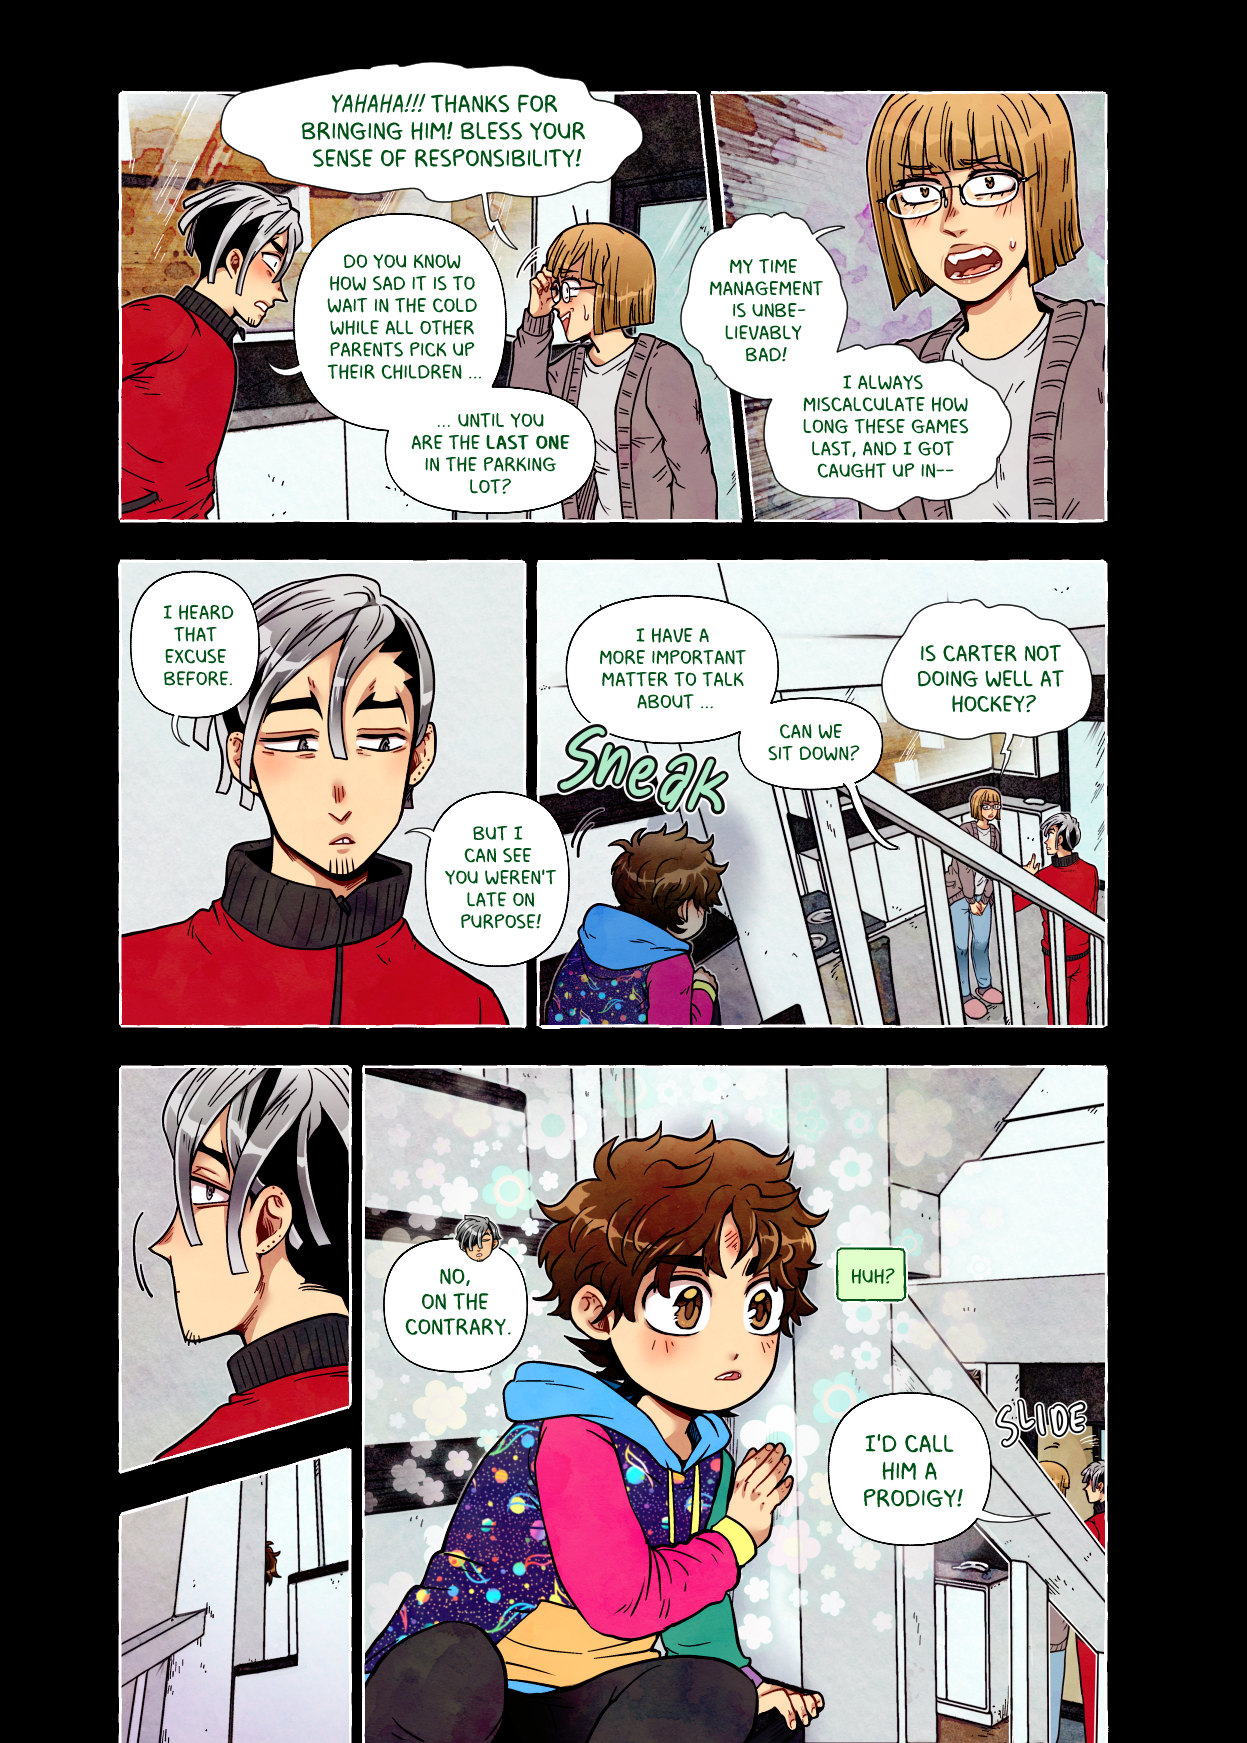 YAHAHA!!! THANKS FOR
BRINGING HIM! BLESS YOUR
SENSE OF RESPONSIBILITY!
DO YOU KNOW
HOW SAD IT IS TO
WAIT IN THE COLD
WHILE ALL OTHER
PARENTS PICK UP
THEIR CHILDREN ...
... UNTIL YOU
ARE THE LAST ONE
IN THE PARKING
LOT?
MY TIME
MANAGEMENT
IS UNBE-
LIEVABLY
BAD!
I ALWAYS
MISCALCULATE HOW
LONG THESE GAMES
LAST, AND I GOT
CAUGHT UP IN--
I HEARD
THAT
EXCUSE
BEFORE.
BUT I
CAN SEE
YOU WEREN'T
LATE ON
PURPOSE!
I HAVE A
MORE IMPORTANT
MATTER TO TALK
ABOUT ...
CAN WE
SIT DOWN?
IS CARTER NOT
DOING WELL AT
HOCKEY?
Sneak
NO,
ON THE
CONTRARY.
HUH?
I'D CALL
HIM A
PRODIGY!
SLIDE